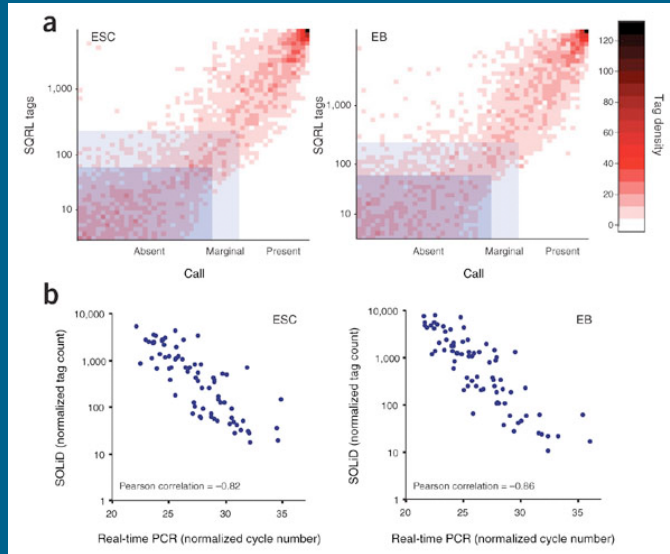 a
ESC
EB
SQRL tags
1,000
100
10
Absent Marginal Present
Call
SQRL tags
1,000
100
10
Absent Marginal Present
Call
120
100
80
60
40
20
0
Tag density
b
ESC
SOLiD (normalized tag count)
10,000
1,000
100
10
1
Pearson correlation = –0.82
20 25 30 35
Real-time PCR (normalized cycle number)
EB
SOLiD (normalized tag count)
10,000
1,000
100
10
1
Pearson correlation = –0.86
20 25 30 35
Real-time PCR (normalized cycle number)